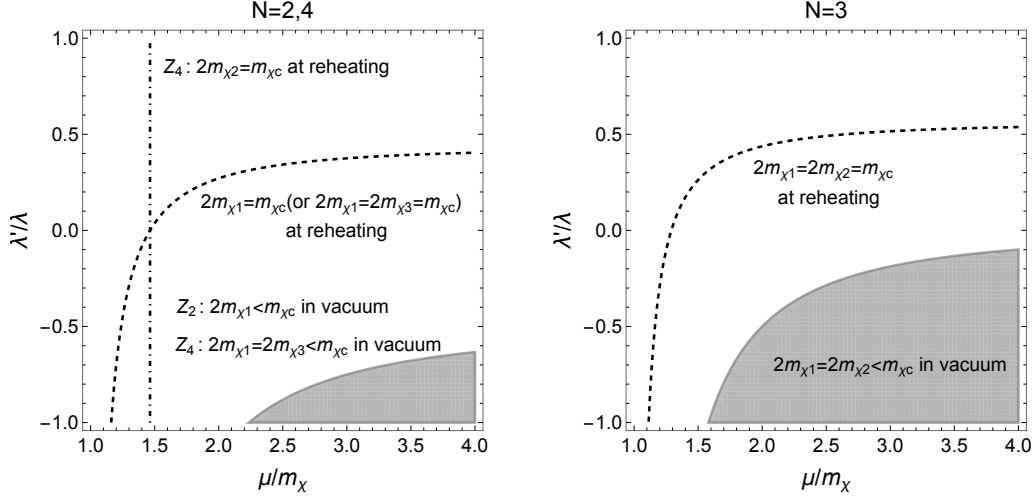 N=2,4
1.0
0.5
0.0
−0.5
−1.0
λ'/λ
Z₄: 2mχ2=mχc at reheating
2mχ1=mχc(or 2mχ1=2mχ3=mχc)
at reheating
Z₂: 2mχ1<mχc in vacuum
Z₄: 2mχ1=2mχ3<mχc in vacuum
1.0 1.5 2.0 2.5 3.0 3.5 4.0
μ/mχ
N=3
1.0
0.5
0.0
−0.5
−1.0
λ'/λ
2mχ1=2mχ2=mχc
at reheating
2mχ1=2mχ2<mχc in vacuum
1.0 1.5 2.0 2.5 3.0 3.5 4.0
μ/mχ